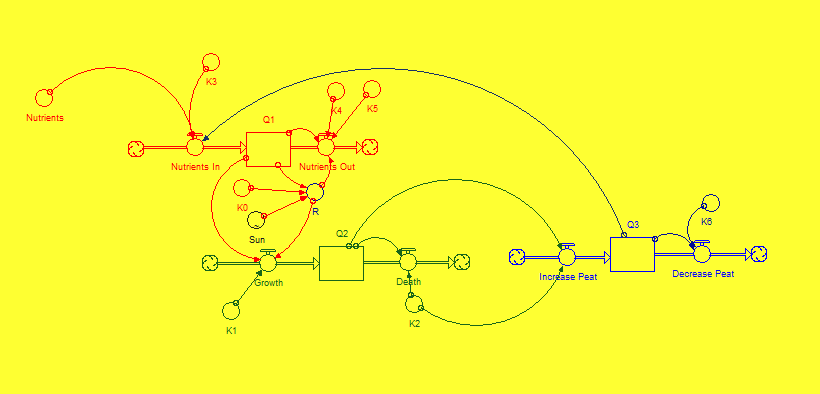 K3
Nutrients
K4
K5
Q1
Nutrients In
Nutrients Out
K0
R
Sun
Q2
Q3
K6
Growth
Death
Increase Peat
Decrease Peat
K1
K2